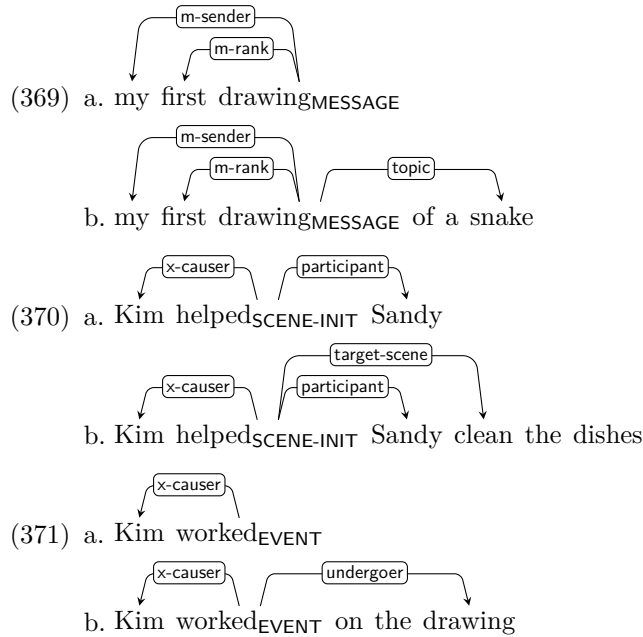 m-sender
m-rank
(369) a. my first drawingMESSAGE
m-sender
m-rank topic
b. my first drawingMESSAGE of a snake
x-causer participant
(370) a. Kim helpedSCENE-INIT Sandy
target-scene
x-causer participant
b. Kim helpedSCENE-INIT Sandy clean the dishes
x-causer
(371) a. Kim workedEVENT
x-causer undergoer
b. Kim workedEVENT on the drawing